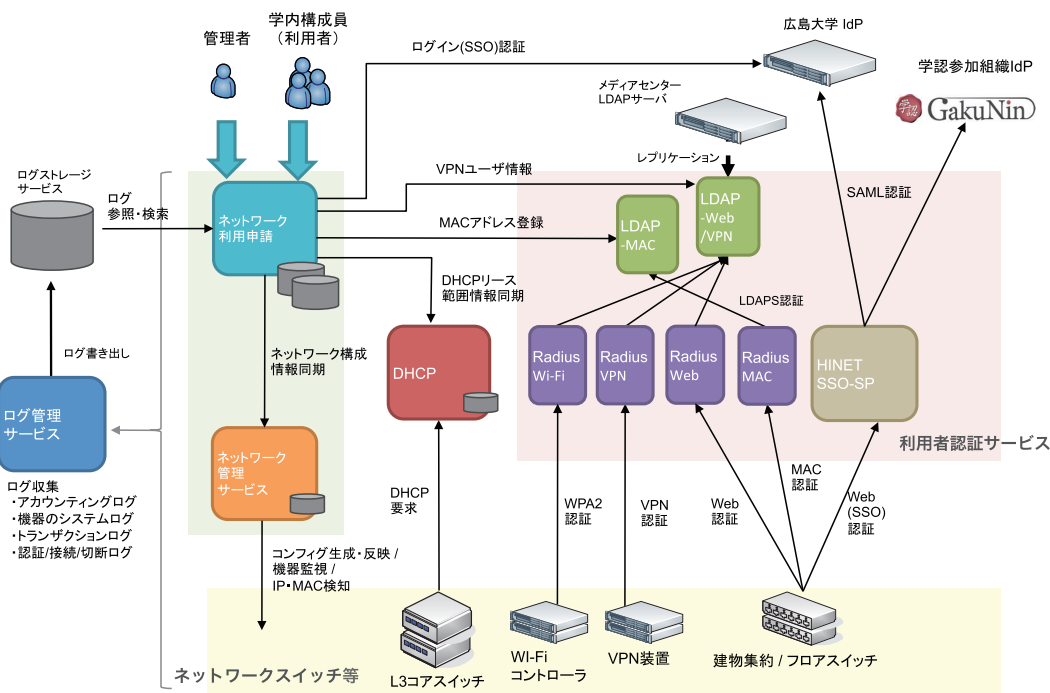 管理者
学内構成員
（利用者）
ログイン(SSO)認証
広島大学 IdP
学認参加組織IdP
学認
GakuNin
メディアセンター
LDAPサーバ
レプリケーション
SAML認証
ログストレージ
サービス
ログ
参照・検索
ネットワーク
利用申請
VPNユーザ情報
MACアドレス登録
LDAP
-MAC
LDAP
-Web
/VPN
DHCPリース
範囲情報同期
LDAPS認証
ログ書き出し
ネットワーク構成
情報同期
DHCP
Radius
Wi-Fi
Radius
VPN
Radius
Web
Radius
MAC
HINET
SSO-SP
利用者認証サービス
ログ管理
サービス
ネットワーク
管理
サービス
ログ収集
・アカウンティングログ
・機器のシステムログ
・トランザクションログ
・認証/接続/切断ログ
DHCP
要求
WPA2
認証
VPN
認証
Web
認証
MAC
認証
Web
(SSO)
認証
コンフィグ生成・反映 /
機器監視 /
IP・MAC検知
ネットワークスイッチ等
L3コアスイッチ
WI-Fi
コントローラ
VPN装置
建物集約 / フロアスイッチ